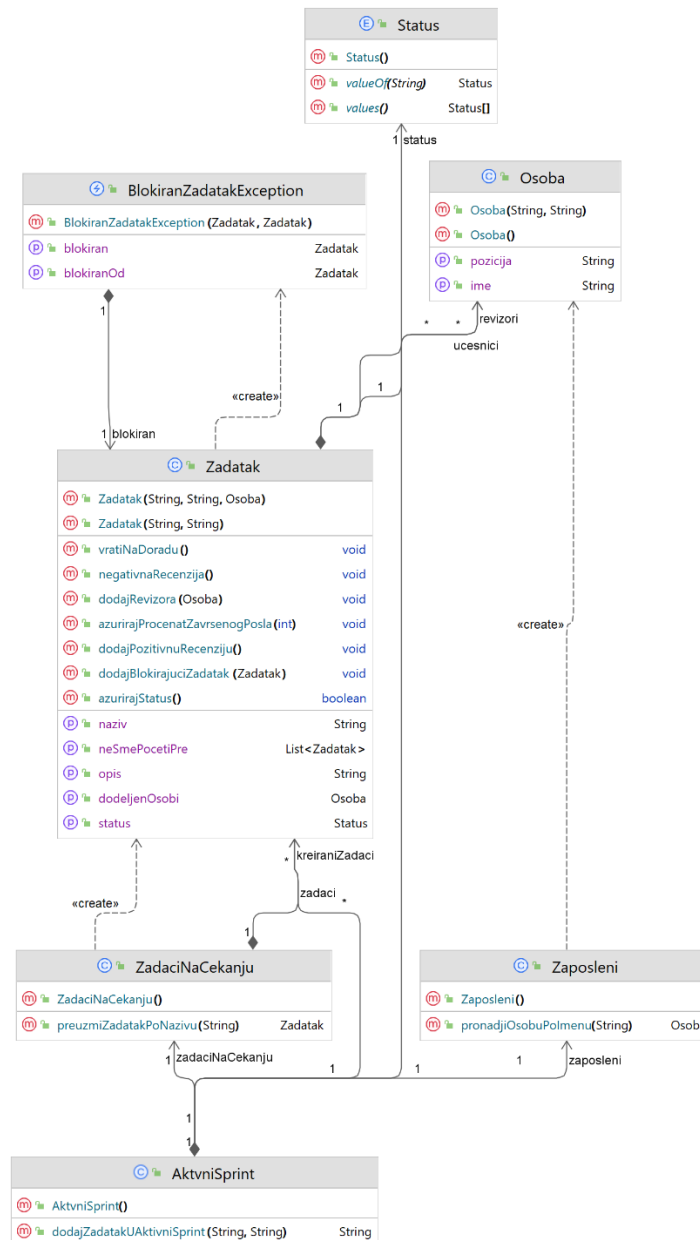 Status
Status()
valueOf(String) Status
values() Status[]
1 status
BlokiranZadatakException
BlokiranZadatakException(Zadatak, Zadatak)
blokiran Zadatak
blokiranOd Zadatak
Osoba
Osoba(String, String)
Osoba()
pozicija String
ime String
1
* * revizori
ucesnici
«create»
1 1
1 blokiran
Zadatak
Zadatak(String, String, Osoba)
Zadatak(String, String)
vratiNaDoradu() void
negativnaRecenzija() void
dodajRevizora(Osoba) void
azurirajProcenatZavrsenogPosla(int) void
dodajPozitivnuRecenziju() void
dodajBlokirajuciZadatak(Zadatak) void
azurirajStatus() boolean
naziv String
neSmePocetiPre List<Zadatak>
opis String
dodeljenOsobi Osoba
status Status
«create»
* kreiraniZadaci
zadaci
«create»
*
1
ZadaciNaCekanju
ZadaciNaCekanju()
preuzmiZadatakPoNazivu(String) Zadatak
Zaposleni
Zaposleni()
pronadjiOsobuPoImenu(String) Osob
1 zadaciNaCekanju
1 1 1 zaposleni
1
1
AktvniSprint
AktvniSprint()
dodajZadatakUAktivniSprint(String, String) String